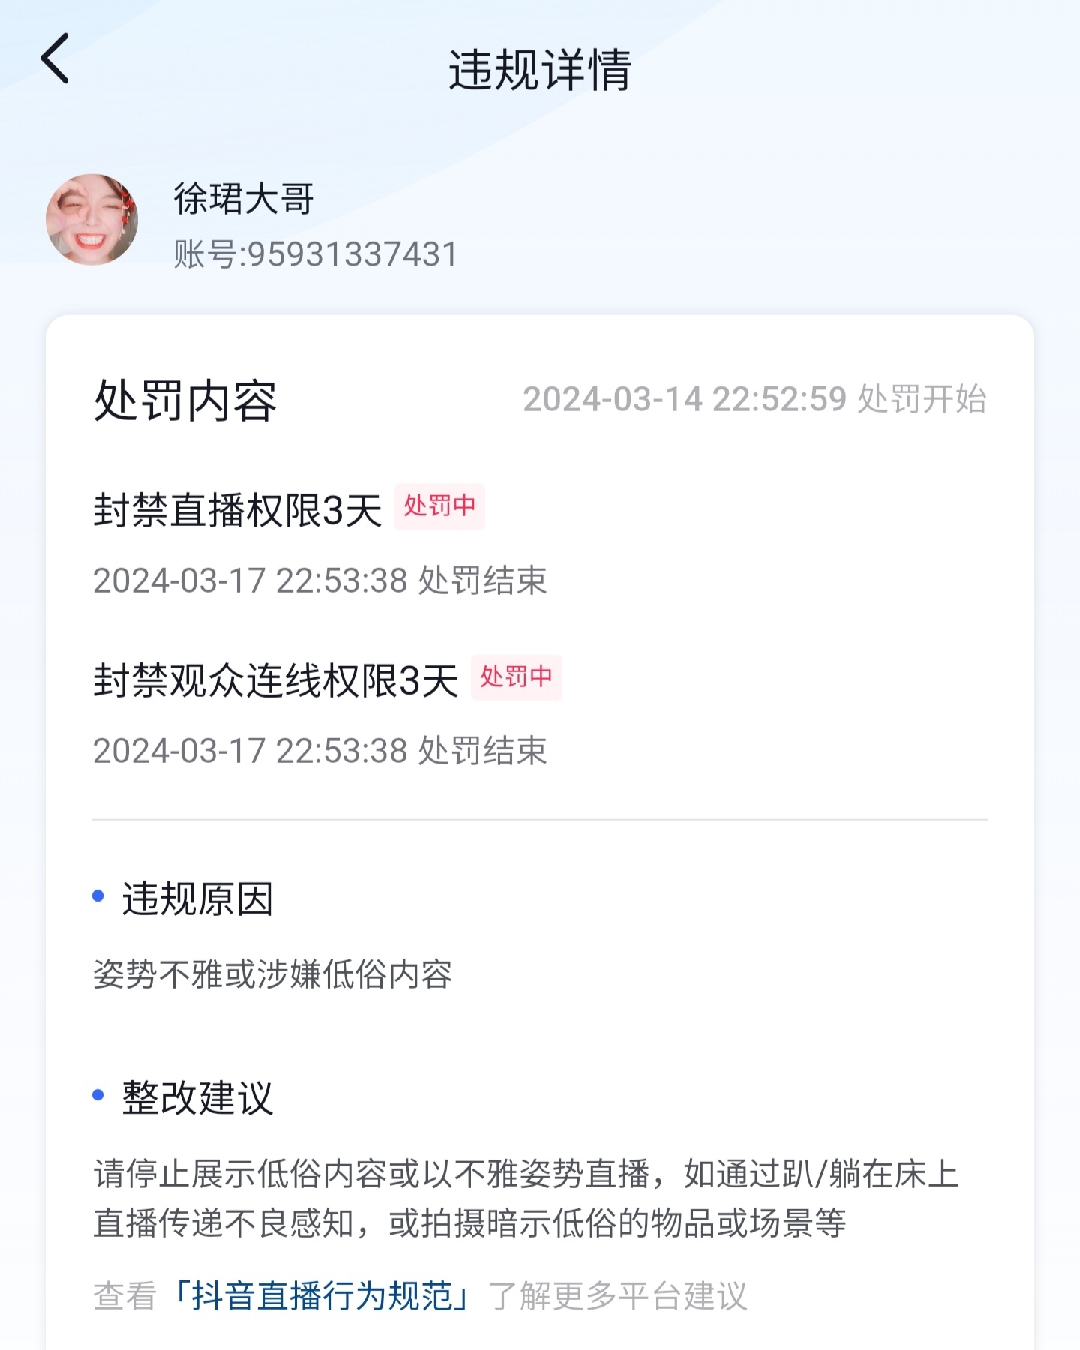 违规详情
徐珺大哥
账号:95931337431
处罚内容 2024-03-14 22:52:59 处罚开始
封禁直播权限3天 处罚中
2024-03-17 22:53:38 处罚结束
封禁观众连线权限3天 处罚中
2024-03-17 22:53:38 处罚结束
违规原因
姿势不雅或涉嫌低俗内容
整改建议
请停止展示低俗内容或以不雅姿势直播，如通过趴/躺在床上
直播传递不良感知，或拍摄暗示低俗的物品或场景等
查看「抖音直播行为规范」了解更多平台建议